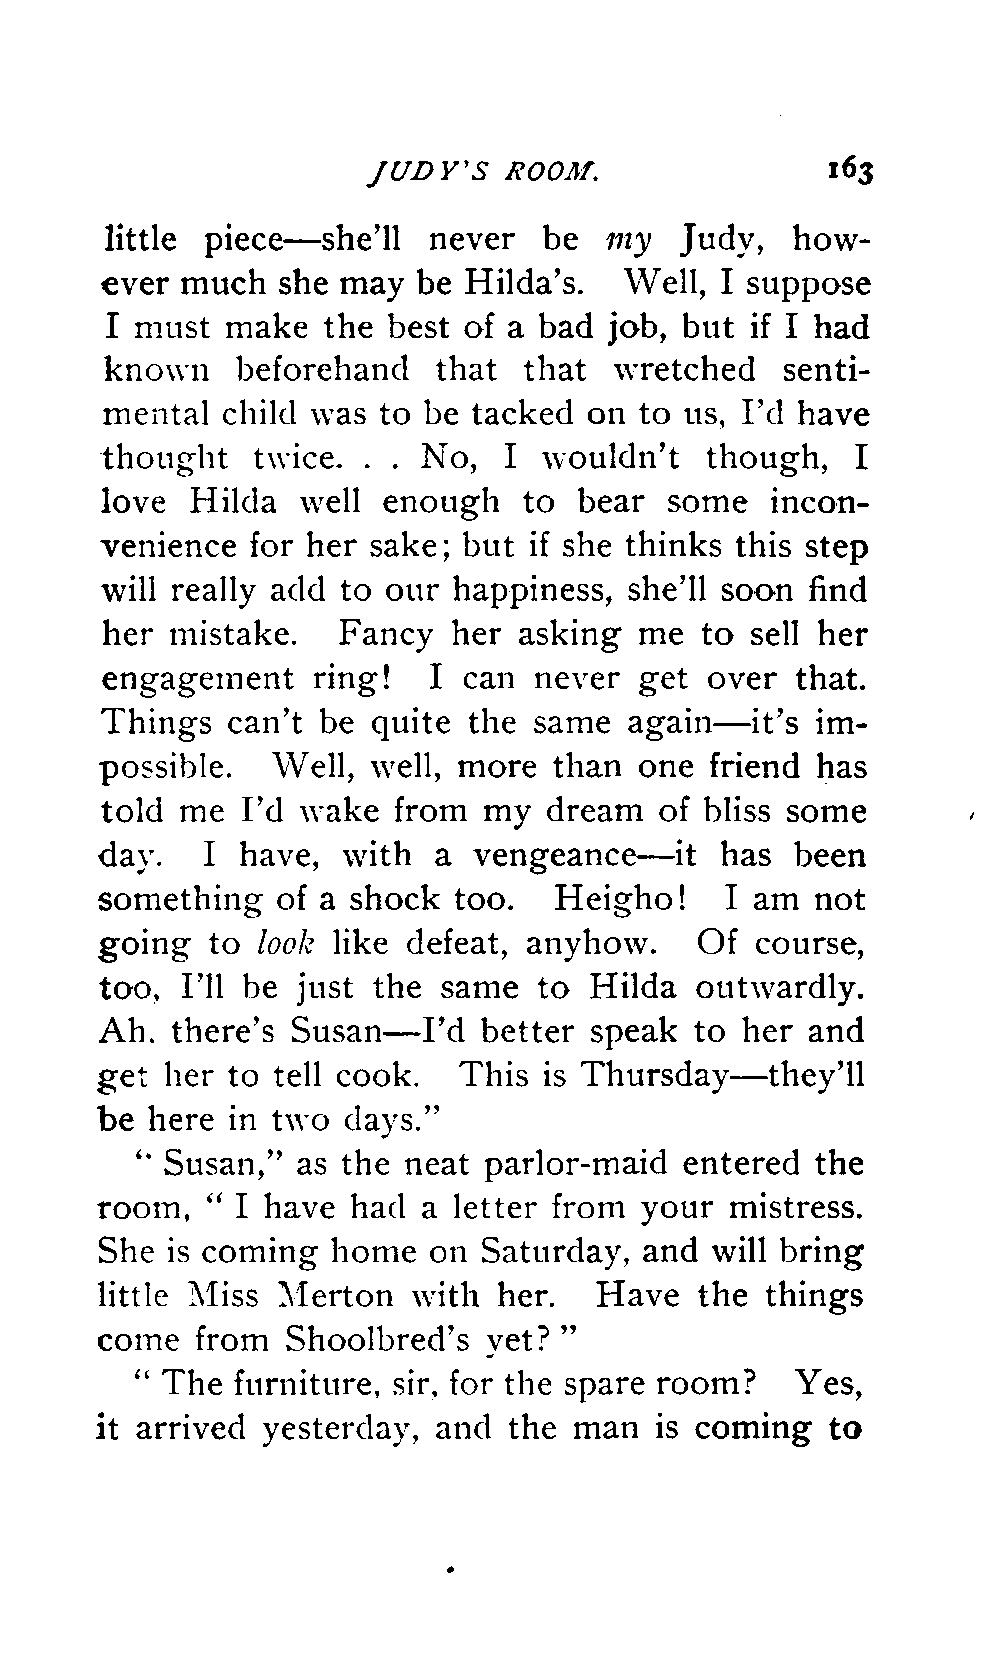 JUDY'S ROOM. 163
little piece—she'll never be my Judy, how-
ever much she may be Hilda's. Well, I suppose
I must make the best of a bad job, but if I had
known beforehand that that wretched senti-
mental child was to be tacked on to us, I'd have
thought twice. . . No, I wouldn't though, I
love Hilda well enough to bear some incon-
venience for her sake; but if she thinks this step
will really add to our happiness, she'll soon find
her mistake. Fancy her asking me to sell her
engagement ring! I can never get over that.
Things can't be quite the same again—it's im-
possible. Well, well, more than one friend has
told me I'd wake from my dream of bliss some
day. I have, with a vengeance—it has been
something of a shock too. Heigho! I am not
going to look like defeat, anyhow. Of course,
too, I'll be just the same to Hilda outwardly.
Ah, there's Susan—I'd better speak to her and
get her to tell cook. This is Thursday—they'll
be here in two days."
"Susan," as the neat parlor-maid entered the
room, "I have had a letter from your mistress.
She is coming home on Saturday, and will bring
little Miss Merton with her. Have the things
come from Shoolbred's yet?"
"The furniture, sir, for the spare room? Yes,
it arrived yesterday, and the man is coming to